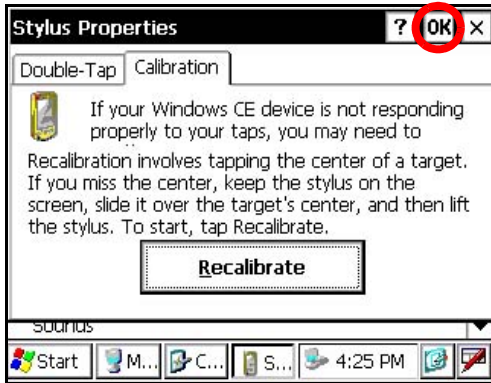 Stylus Properties ? OK ×
Double-Tap Calibration
If your Windows CE device is not responding
properly to your taps, you may need to
Recalibration involves tapping the center of a target.
If you miss the center, keep the stylus on the
screen, slide it over the target's center, and then lift
the stylus. To start, tap Recalibrate.
Recalibrate
Sounds
Start M... C... S... 4:25 PM